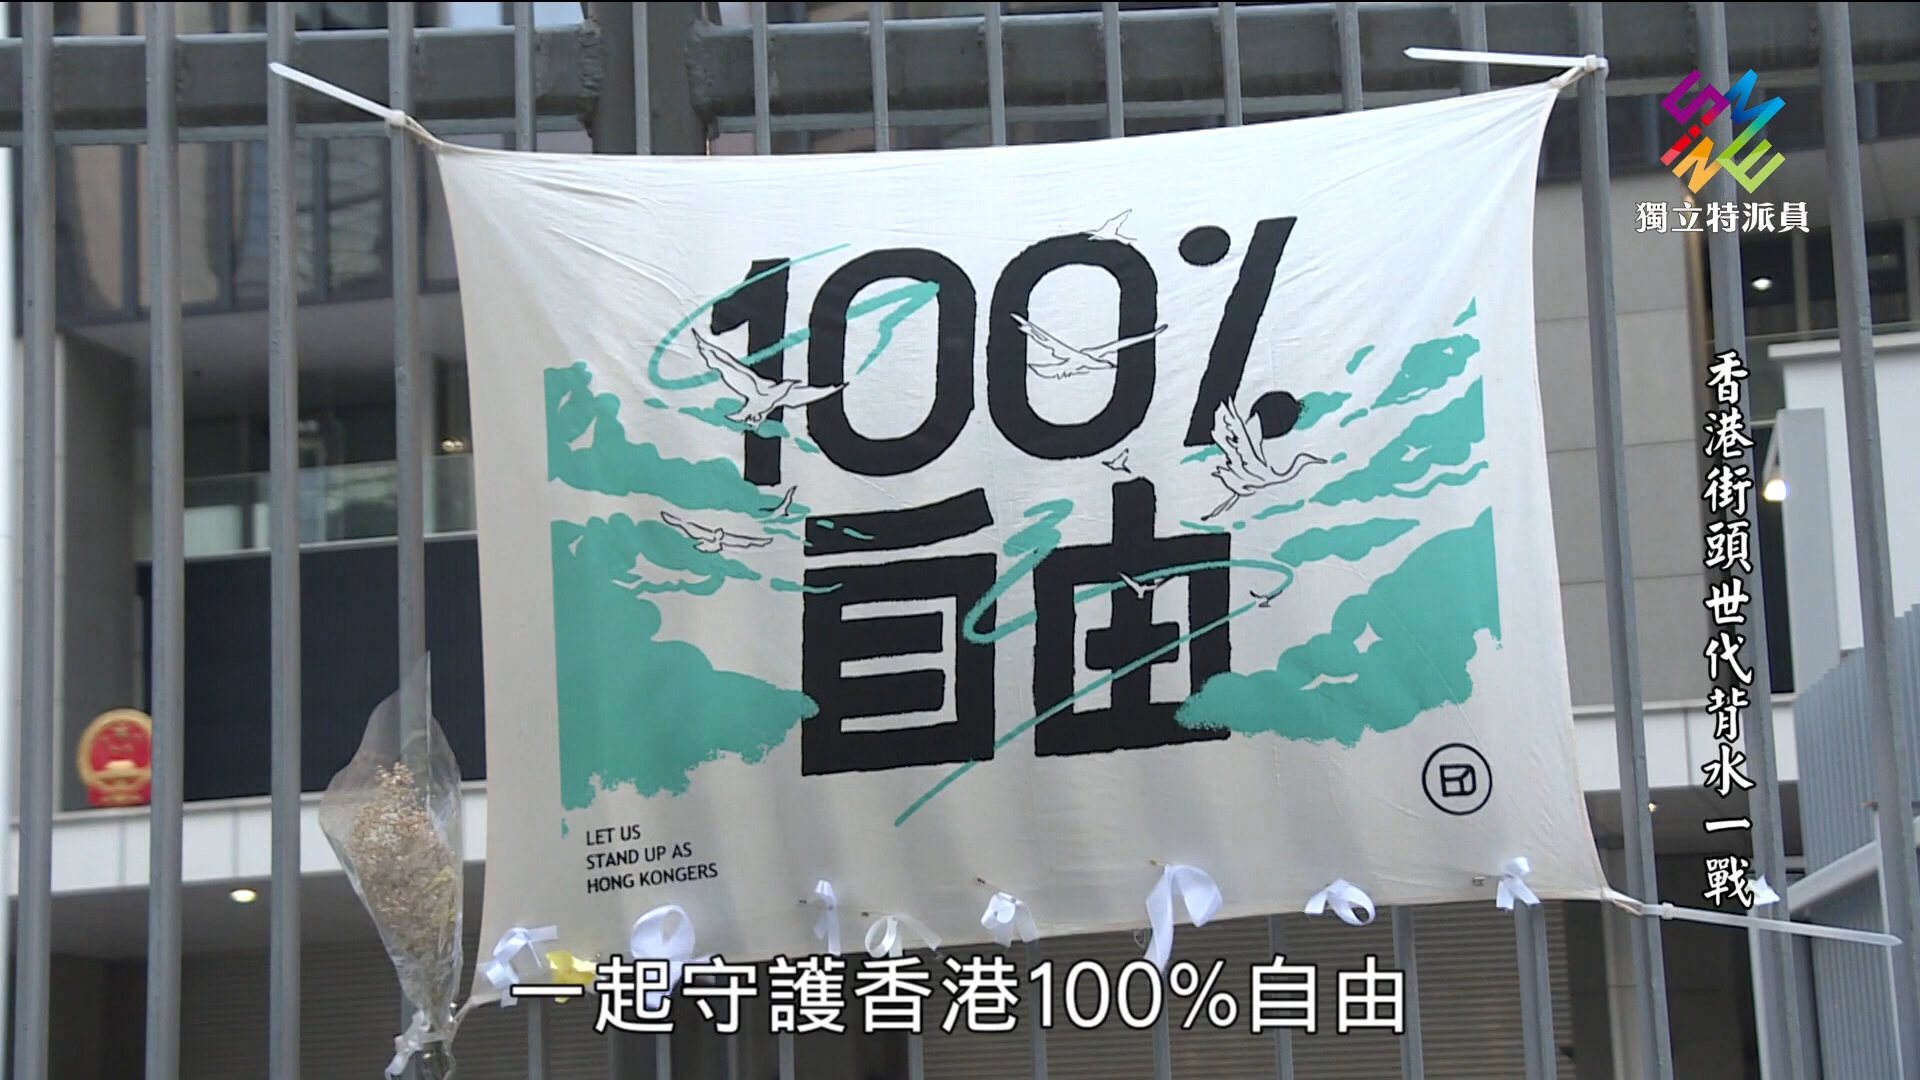 SMINE
獨立特派員
100%
自由
LET US
STAND UP AS
HONG KONGERS
香港街頭世代背水一戰
一起守護香港100%自由